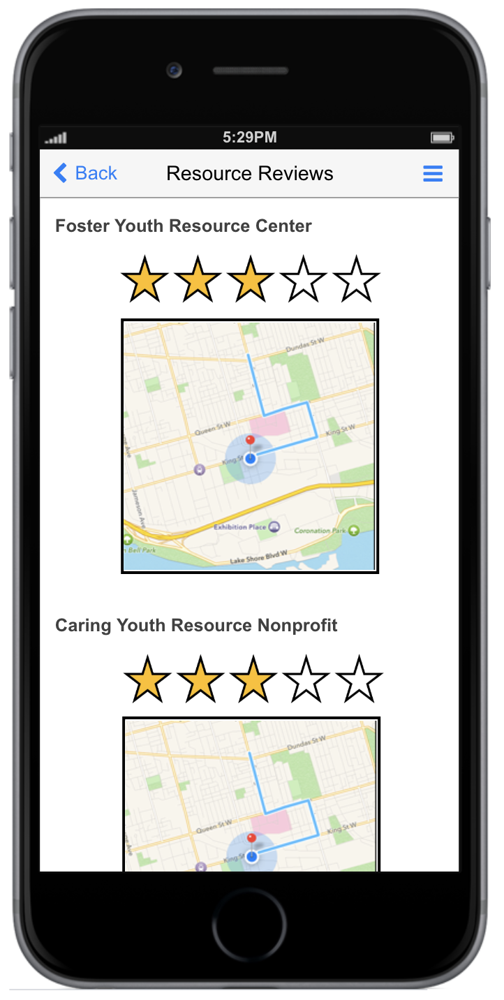 5:29PM
Back
Resource Reviews
Foster Youth Resource Center
Dundas St W
Queen St W
King St W
King St
Jameson Ave
Exhibition Place
Coronation Park
Bell Park
Lake Shore Blvd W
Caring Youth Resource Nonprofit
Dundas St W
Queen St W
King St W
King St